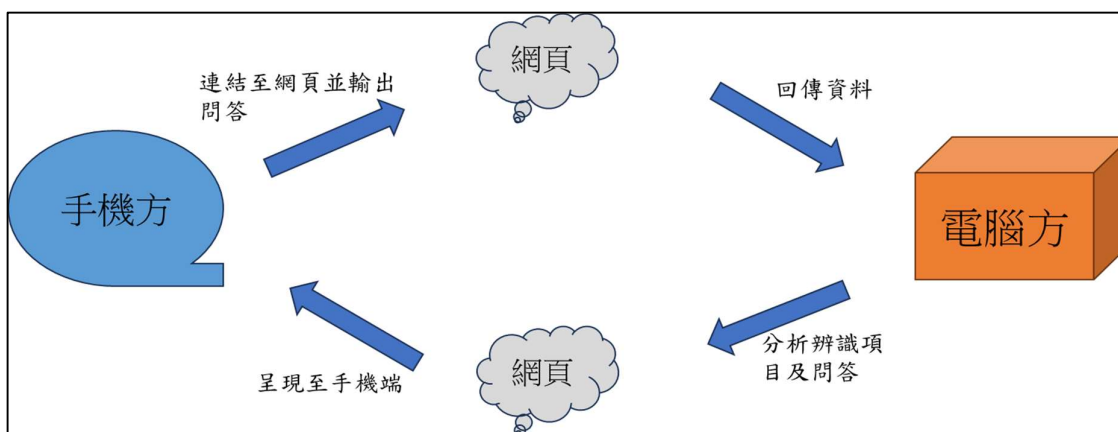 網頁
連結至網頁並輸出
問答
回傳資料
手機方
電腦方
分析辨識項
目及問答
網頁
呈現至手機端